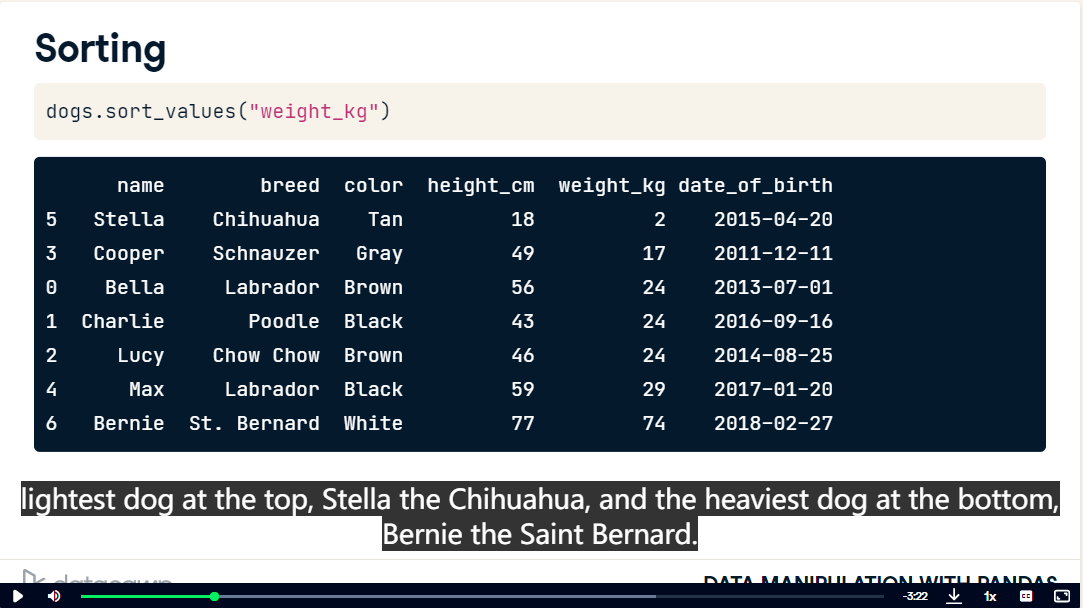 Sorting
dogs.sort_values("weight_kg")
name breed color height_cm weight_kg date_of_birth
5 Stella Chihuahua Tan 18 2 2015-04-20
3 Cooper Schnauzer Gray 49 17 2011-12-11
0 Bella Labrador Brown 56 24 2013-07-01
1 Charlie Poodle Black 43 24 2016-09-16
2 Lucy Chow Chow Brown 46 24 2014-08-25
4 Max Labrador Black 59 29 2017-01-20
6 Bernie St. Bernard White 77 74 2018-02-27
lightest dog at the top, Stella the Chihuahua, and the heaviest dog at the bottom,
Bernie the Saint Bernard.
datacamp DATA MANIPULATION WITH PANDAS
-3:22 1x CC